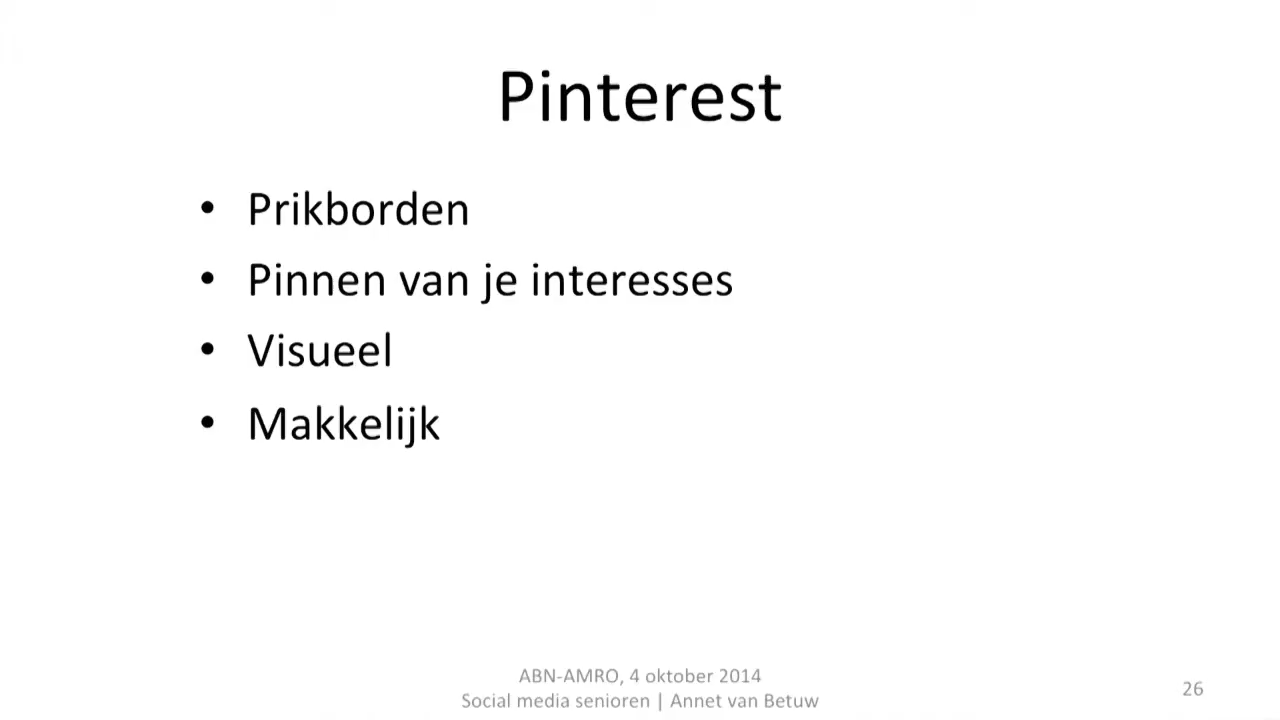 Pinterest
• Prikborden
• Pinnen van je interesses
• Visueel
• Makkelijk
ABN-AMRO, 4 oktober 2014
Social media senioren | Annet van Betuw
26